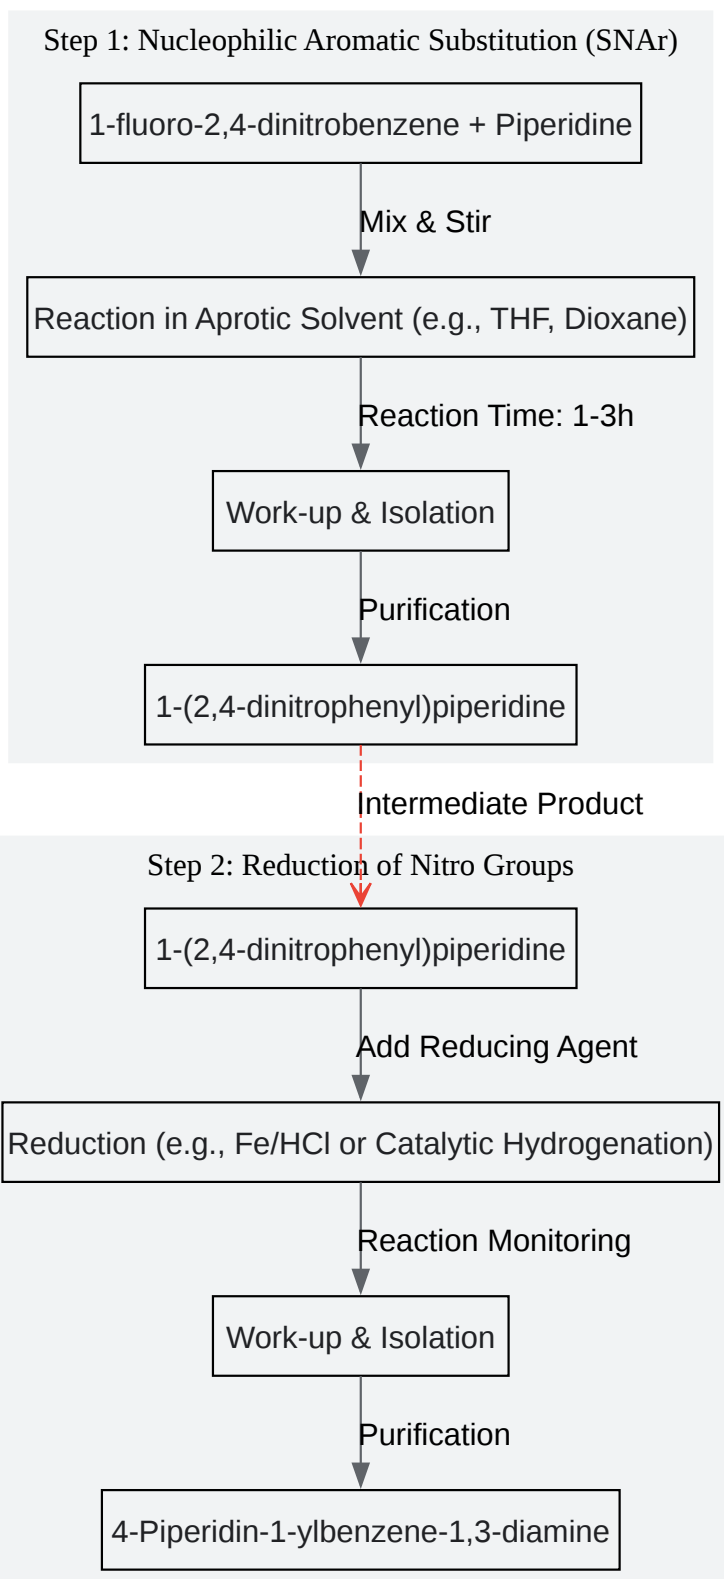 Step 1: Nucleophilic Aromatic Substitution (SNAr)
1-fluoro-2,4-dinitrobenzene + Piperidine
Mix & Stir
Reaction in Aprotic Solvent (e.g., THF, Dioxane)
Reaction Time: 1-3h
Work-up & Isolation
Purification
1-(2,4-dinitrophenyl)piperidine
Intermediate Product
Step 2: Reduction of Nitro Groups
1-(2,4-dinitrophenyl)piperidine
Add Reducing Agent
Reduction (e.g., Fe/HCl or Catalytic Hydrogenation)
Reaction Monitoring
Work-up & Isolation
Purification
4-Piperidin-1-ylbenzene-1,3-diamine